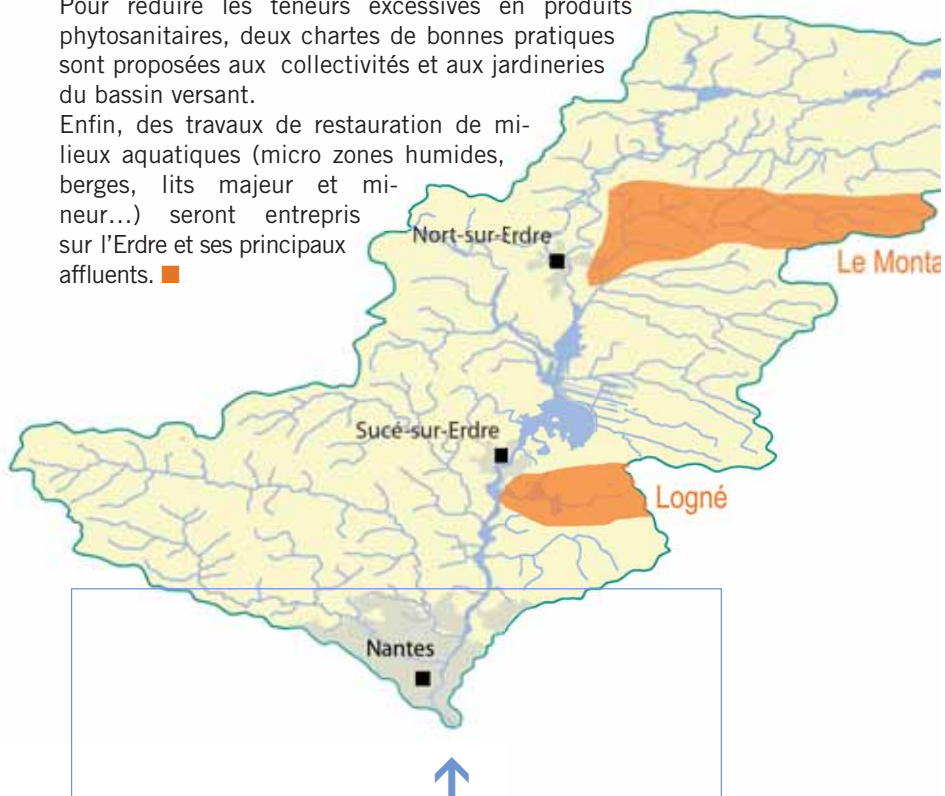 Pour réduire les teneurs excessives en produits
phytosanitaires, deux chartes de bonnes pratiques
sont proposées aux collectivités et aux jardineries
du bassin versant.
Enfin, des travaux de restauration de mi-
lieux aquatiques (micro zones humides,
berges, lits majeur et mi-
neur…) seront entrepris
sur l'Erdre et ses principaux
affluents.
Nort-sur-Erdre
Le Monta
Sucé-sur-Erdre
Logné
Nantes